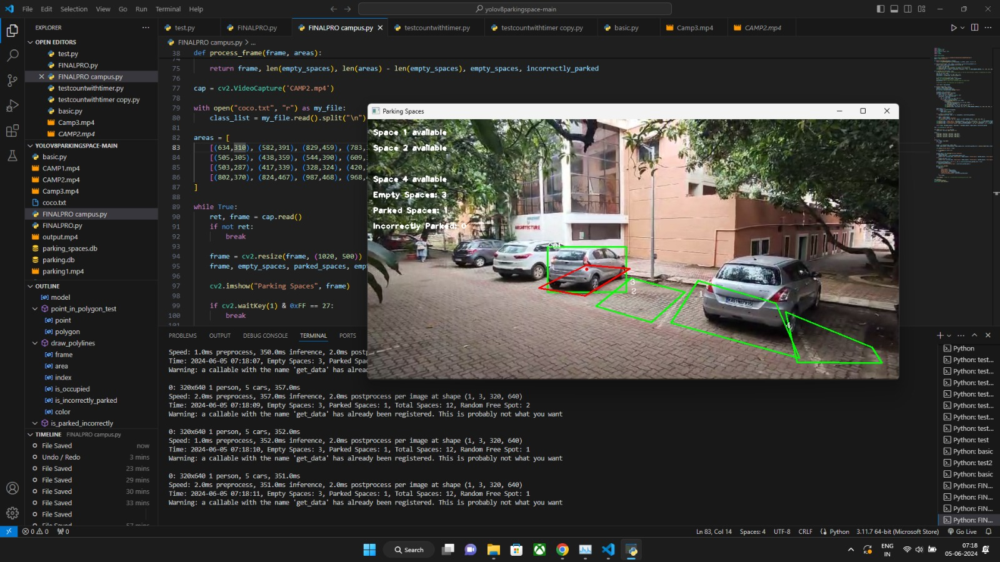 File Edit Selection View Go Run Terminal Help
yolov8parkingspace-main
EXPLORER
OPEN EDITORS
test.py
FINALPRO.py
FINALPRO campus.py
testcountwithtimer.py
testcountwithtimer copy.py
basic.py
Camp3.mp4
CAMP2.mp4
YOLOV8PARKINGSPACE-MAIN
basic.py
CAMP1.mp4
CAMP2.mp4
Camp3.mp4
coco.txt
FINALPRO campus.py
FINALPRO.py
output.mp4
parking_spaces.db
parking.db
parking1.mp4
OUTLINE
model
point_in_polygon_test
point
polygon
draw_polylines
frame
area
index
is_occupied
is_incorrectly_parked
color
is_parked_incorrectly
TIMELINE FINALPRO campus.py
File Saved now
Undo / Redo 3 mins
File Saved 23 mins
File Saved 29 mins
File Saved 30 mins
File Saved 33 mins
File Saved
test.py FINALPRO.py FINALPRO campus.py testcountwithtimer.py testcountwithtimer copy.py basic.py Camp3.mp4 CAMP2.mp4
FINALPRO campus.py > ...
38 def process_frame(frame, areas):
74
75 return frame, len(empty_spaces), len(areas) - len(empty_spaces), empty_spaces, incorrectly_parked
76
77 cap = cv2.VideoCapture('CAMP2.mp4')
78
79 with open("coco.txt", "r") as my_file:
80 class_list = my_file.read().split("\n")
81
82 areas = [
83 [(634,310), (582,391), (829,459), (783,
84 [(505,305), (438,359), (544,390), (609,
85 [(503,287), (417,339), (328,324), (420,
86 [(802,370), (824,467), (987,468), (968,
87 ]
88
89 while True:
90 ret, frame = cap.read()
91 if not ret:
92 break
93
94 frame = cv2.resize(frame, (1020, 500))
95 frame, empty_spaces, parked_spaces, emp
96
97 cv2.imshow("Parking Spaces", frame)
98
99 if cv2.waitKey(1) & 0xFF == 27:
100 break
101
Parking Spaces
Space 1 available
Space 2 available
Space 4 available
Empty Spaces: 3
Parked Spaces: 1
Incorrectly Parked: 0
car
3
2
1
4
PROBLEMS OUTPUT DEBUG CONSOLE TERMINAL PORTS
Speed: 1.0ms preprocess, 350.0ms inference, 2.0ms postp
Time: 2024-06-05 07:18:07, Empty Spaces: 3, Parked Spac
Warning: a callable with the name 'get_data' has alread
0: 320x640 1 person, 5 cars, 357.0ms
Speed: 2.0ms preprocess, 357.0ms inference, 2.0ms postprocess per image at shape (1, 3, 320, 640)
Time: 2024-06-05 07:18:09, Empty Spaces: 3, Parked Spaces: 1, Total Spaces: 12, Random Free Spot: 2
Warning: a callable with the name 'get_data' has already been registered. This is probably not what you want
0: 320x640 1 person, 5 cars, 352.0ms
Speed: 1.0ms preprocess, 352.0ms inference, 2.0ms postprocess per image at shape (1, 3, 320, 640)
Time: 2024-06-05 07:18:10, Empty Spaces: 3, Parked Spaces: 1, Total Spaces: 12, Random Free Spot: 1
Warning: a callable with the name 'get_data' has already been registered. This is probably not what you want
0: 320x640 1 person, 5 cars, 351.0ms
Speed: 2.0ms preprocess, 351.0ms inference, 2.0ms postprocess per image at shape (1, 3, 320, 640)
Time: 2024-06-05 07:18:11, Empty Spaces: 3, Parked Spaces: 1, Total Spaces: 12, Random Free Spot: 1
Warning: a callable with the name 'get_data' has already been registered. This is probably not what you want
Python
Python: test...
Python: test...
Python: test...
Python: test...
Python: test...
Python: test...
Python: test...
Python: test
Python: basic
Python: test2
Python: basic
Python: FIN...
Python: FIN...
Python: FIN...
Python: FIN...
0 0 0
Ln 83, Col 14 Spaces: 4 UTF-8 CRLF Python 3.11.7 64-bit (Microsoft Store) Go Live
Search
ENG
IN
07:18
05-06-2024